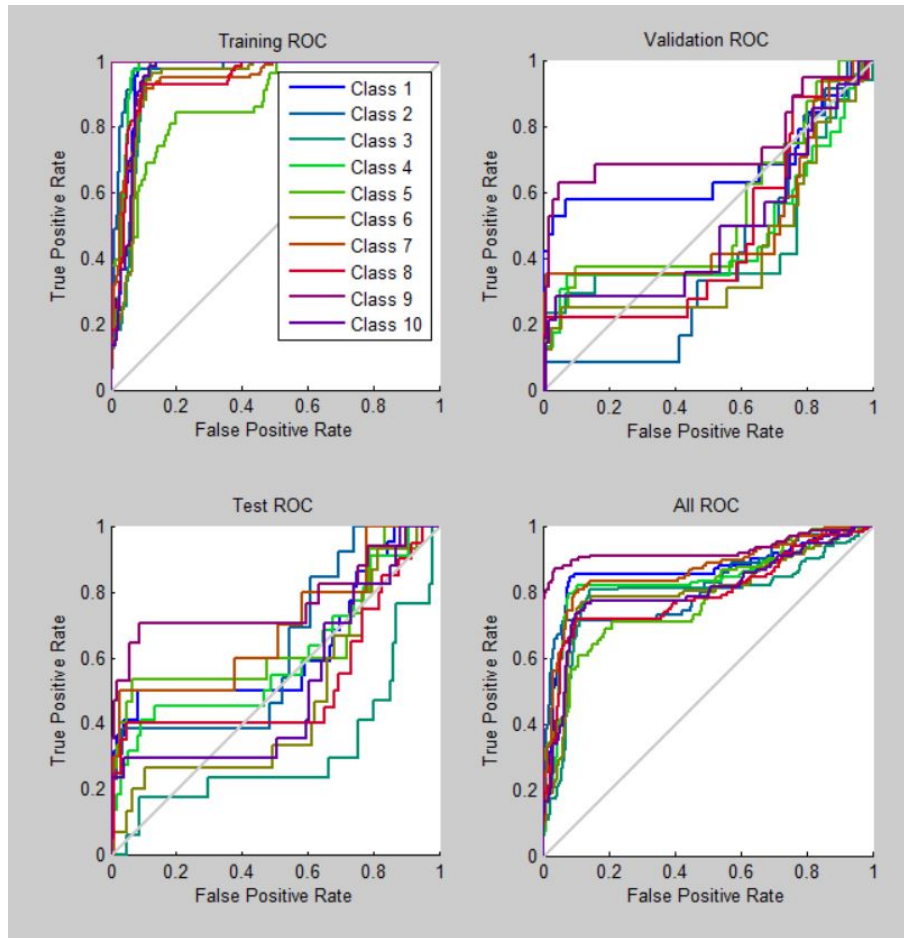 Training ROC
True Positive Rate
1
0.8
0.6
0.4
0.2
0
0 0.2 0.4 0.6 0.8 1
False Positive Rate
Class 1
Class 2
Class 3
Class 4
Class 5
Class 6
Class 7
Class 8
Class 9
Class 10
Validation ROC
True Positive Rate
1
0.8
0.6
0.4
0.2
0
0 0.2 0.4 0.6 0.8 1
False Positive Rate
Test ROC
True Positive Rate
1
0.8
0.6
0.4
0.2
0
0 0.2 0.4 0.6 0.8 1
False Positive Rate
All ROC
True Positive Rate
1
0.8
0.6
0.4
0.2
0
0 0.2 0.4 0.6 0.8 1
False Positive Rate